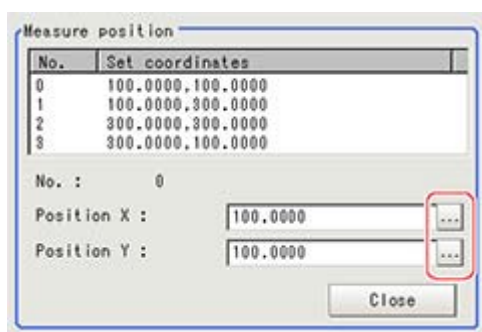 Measure position
No. Set coordinates
0 100.0000,100.0000
1 100.0000,300.0000
2 300.0000,300.0000
3 300.0000,100.0000
No. : 0
Position X : 100.0000 ...
Position Y : 100.0000 ...
Close